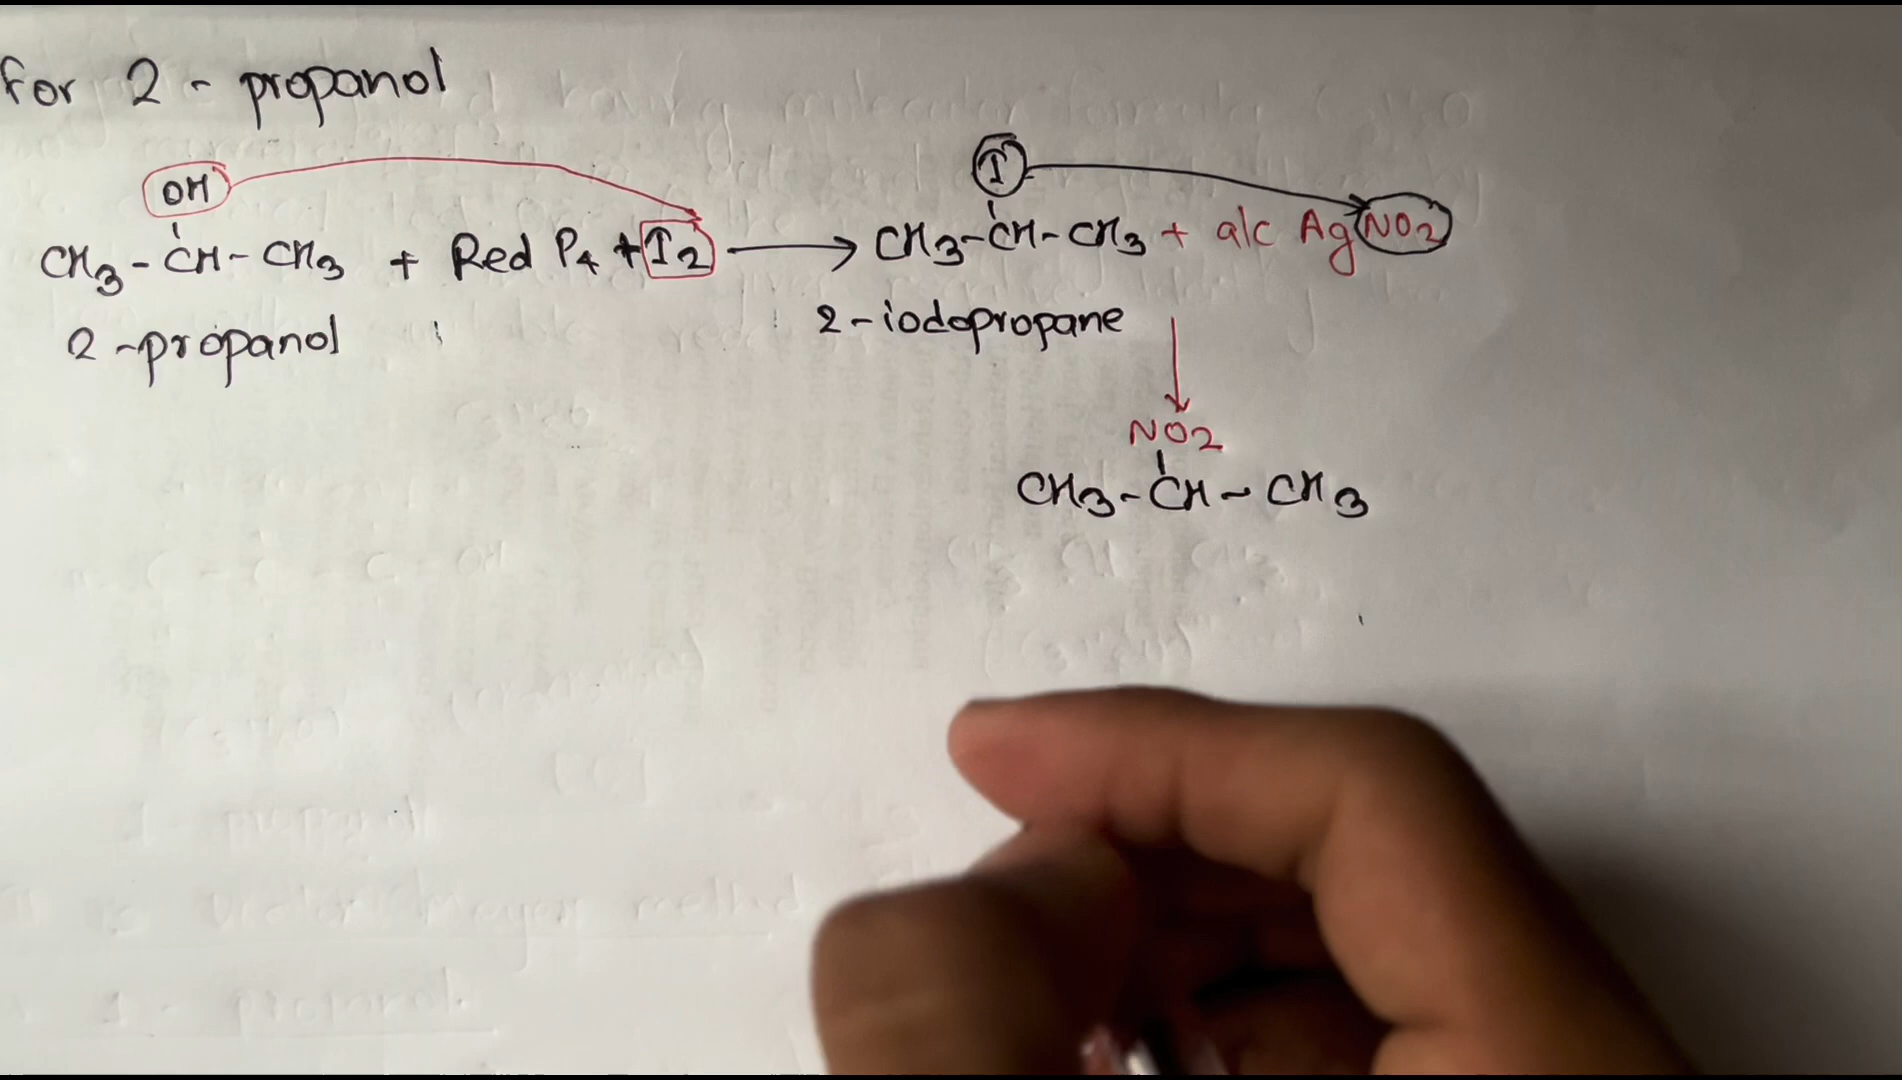 for 2 - propanol
OH
CH3 - CH - CH3 + Red P4 + I2 → CH3 - CH - CH3 + alc AgNO2
I
2 - propanol
2 - iodopropane
NO2
CH3 - CH - CH3